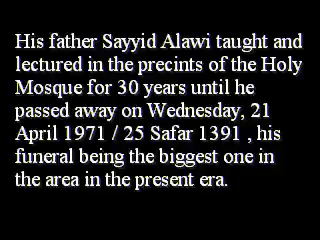 His father Sayyid Alawi taught and
lectured in the precints of the Holy
Mosque for 30 years until he
passed away on Wednesday, 21
April 1971 / 25 Safar 1391 , his
funeral being the biggest one in
the area in the present era.